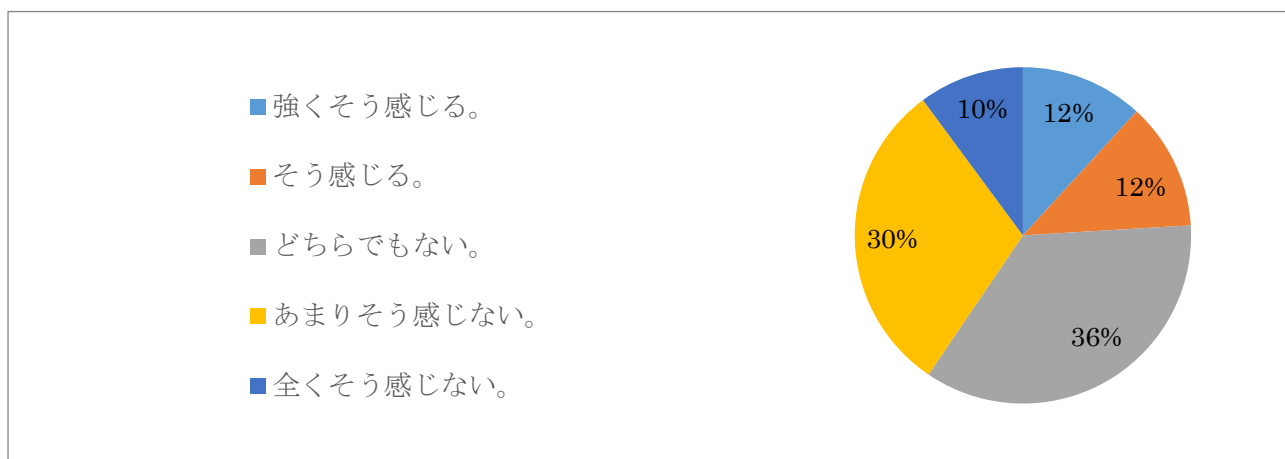 強くそう感じる。
そう感じる。
どちらでもない。
あまりそう感じない。
全くそう感じない。
10%
12%
12%
30%
36%